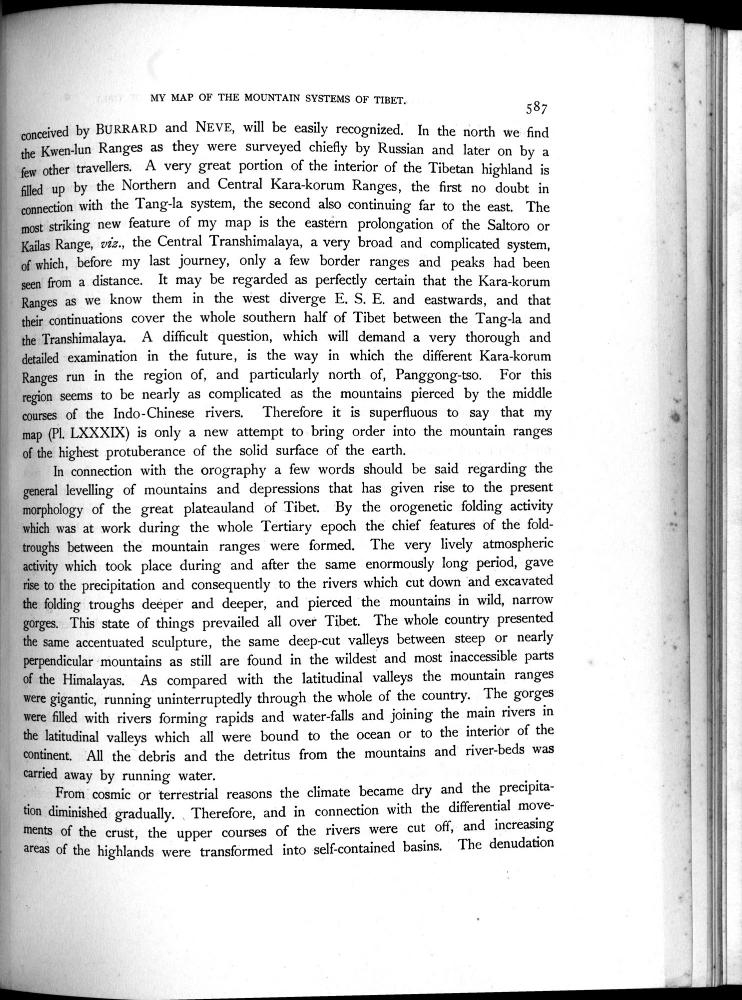 MY MAP OF THE MOUNTAIN SYSTEMS OF TIBET.
587
conceived by BURRARD and NEVE, will be easily recognized. In the north we find
the Kwen-lun Ranges as they were surveyed chiefly by Russian and later on by a
few other travellers. A very great portion of the interior of the Tibetan highland is
filled up by the Northern and Central Kara-korum Ranges, the first no doubt in
connection with the Tang-la system, the second also continuing far to the east. The
most striking new feature of my map is the eastern prolongation of the Saltoro or
Kailas Range, viz., the Central Transhimalaya, a very broad and complicated system,
of which, before my last journey, only a few border ranges and peaks had been
seen from a distance. It may be regarded as perfectly certain that the Kara-korum
Ranges as we know them in the west diverge E. S. E. and eastwards, and that
their continuations cover the whole southern half of Tibet between the Tang-la and
the Transhimalaya. A difficult question, which will demand a very thorough and
detailed examination in the future, is the way in which the different Kara-korum
Ranges run in the region of, and particularly north of, Panggong-tso. For this
region seems to be nearly as complicated as the mountains pierced by the middle
courses of the Indo-Chinese rivers. Therefore it is superfluous to say that my
map (Pl. LXXXIX) is only a new attempt to bring order into the mountain ranges
of the highest protuberance of the solid surface of the earth.
In connection with the orography a few words should be said regarding the
general levelling of mountains and depressions that has given rise to the present
morphology of the great plateauland of Tibet. By the orogenetic folding activity
which was at work during the whole Tertiary epoch the chief features of the fold-
troughs between the mountain ranges were formed. The very lively atmospheric
activity which took place during and after the same enormously long period, gave
rise to the precipitation and consequently to the rivers which cut down and excavated
the folding troughs deeper and deeper, and pierced the mountains in wild, narrow
gorges. This state of things prevailed all over Tibet. The whole country presented
the same accentuated sculpture, the same deep-cut valleys between steep or nearly
perpendicular mountains as still are found in the wildest and most inaccessible parts
of the Himalayas. As compared with the latitudinal valleys the mountain ranges
were gigantic, running uninterruptedly through the whole of the country. The gorges
were filled with rivers forming rapids and water-falls and joining the main rivers in
the latitudinal valleys which all were bound to the ocean or to the interior of the
continent. All the debris and the detritus from the mountains and river-beds was
carried away by running water.
From cosmic or terrestrial reasons the climate became dry and the precipita-
tion diminished gradually. Therefore, and in connection with the differential move-
ments of the crust, the upper courses of the rivers were cut off, and increasing
areas of the highlands were transformed into self-contained basins. The denudation